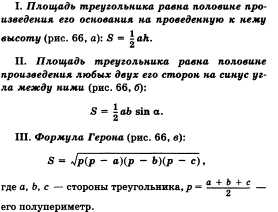 I. Площадь треугольника равна половине про-
изведения его основания на проведенную к нему
высоту (рис. 66, а): S = 1/2 ah.
II. Площадь треугольника равна половине
произведения любых двух его сторон на синус уг-
ла между ними (рис. 66, б):
S = 1/2 ab sin α.
III. Формула Герона (рис. 66, в):
S = √(p(p − a)(p − b)(p − c)),
где a, b, c — стороны треугольника, p = (a + b + c)/2 —
его полупериметр.